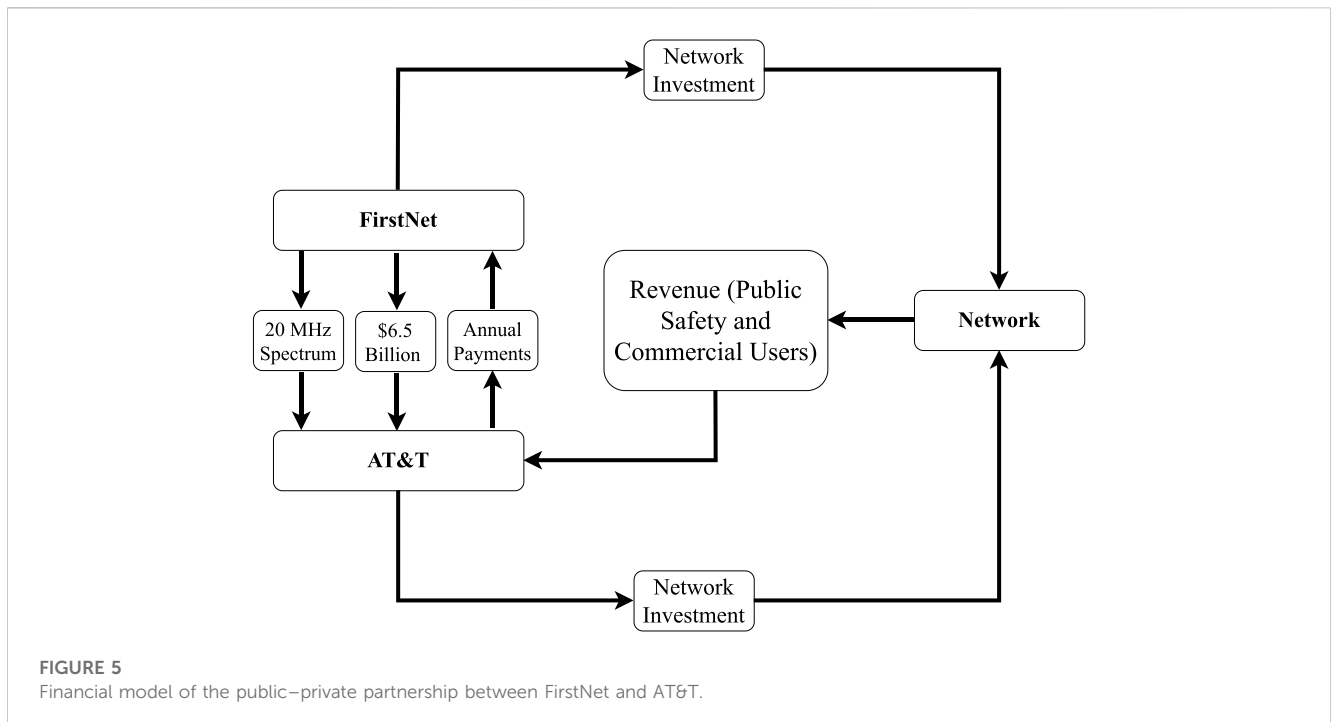 Network
Investment
FirstNet
20 MHz
Spectrum
$6.5
Billion
Annual
Payments
Revenue (Public
Safety and
Commercial Users)
Network
AT&T
Network
Investment
FIGURE 5
Financial model of the public–private partnership between FirstNet and AT&T.